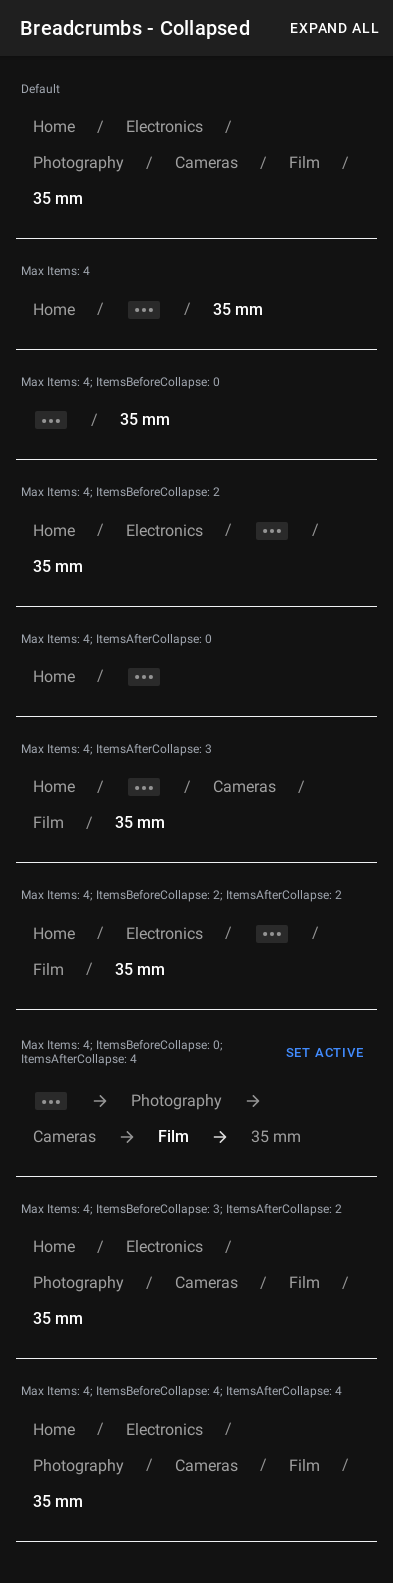 Breadcrumbs - Collapsed EXPAND ALL
Default
Home / Electronics /
Photography / Cameras / Film /
35 mm
Max Items: 4
Home / ••• / 35 mm
Max Items: 4; ItemsBeforeCollapse: 0
••• / 35 mm
Max Items: 4; ItemsBeforeCollapse: 2
Home / Electronics / ••• /
35 mm
Max Items: 4; ItemsAfterCollapse: 0
Home / •••
Max Items: 4; ItemsAfterCollapse: 3
Home / ••• / Cameras /
Film / 35 mm
Max Items: 4; ItemsBeforeCollapse: 2; ItemsAfterCollapse: 2
Home / Electronics / ••• /
Film / 35 mm
Max Items: 4; ItemsBeforeCollapse: 0;
ItemsAfterCollapse: 4
SET ACTIVE
••• → Photography →
Cameras → Film → 35 mm
Max Items: 4; ItemsBeforeCollapse: 3; ItemsAfterCollapse: 2
Home / Electronics /
Photography / Cameras / Film /
35 mm
Max Items: 4; ItemsBeforeCollapse: 4; ItemsAfterCollapse: 4
Home / Electronics /
Photography / Cameras / Film /
35 mm